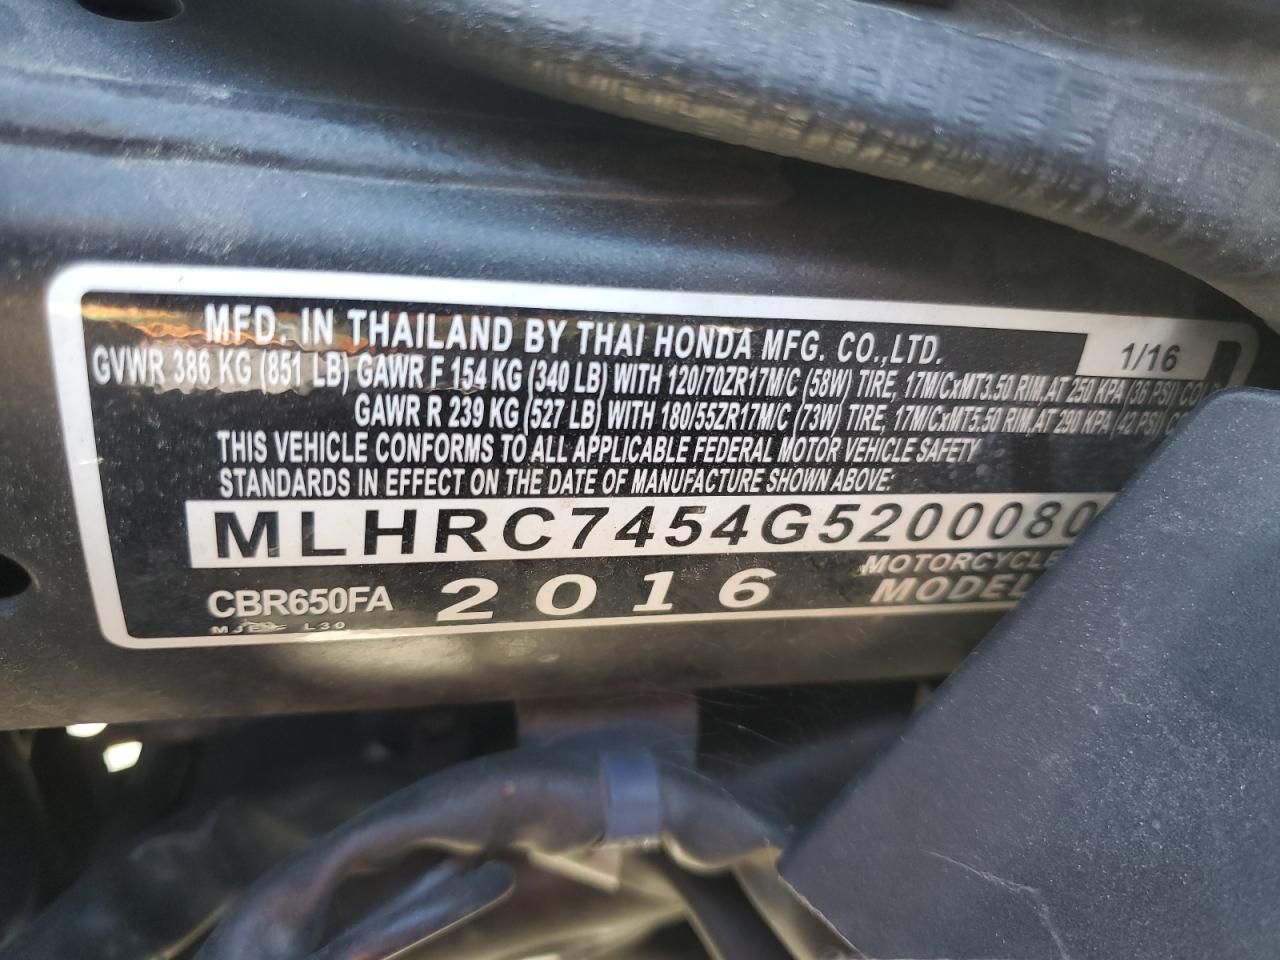 MFD. IN THAILAND BY THAI HONDA MFG. CO.,LTD. 1/16
GVWR 386 KG (851 LB) GAWR F 154 KG (340 LB) WITH 120/70ZR17M/C (58W) TIRE, 17M/CxMT3.50 RIM, AT 250 KPA (36 PSI)
GAWR R 239 KG (527 LB) WITH 180/55ZR17M/C (73W) TIRE, 17M/CxMT5.50 RIM, AT 290 KPA (42 PSI)
THIS VEHICLE CONFORMS TO ALL APPLICABLE FEDERAL MOTOR VEHICLE SAFETY
STANDARDS IN EFFECT ON THE DATE OF MANUFACTURE SHOWN ABOVE:
MLHRC7454G5200080
CBR650FA 2016 MOTORCYCLE
MODEL
L30